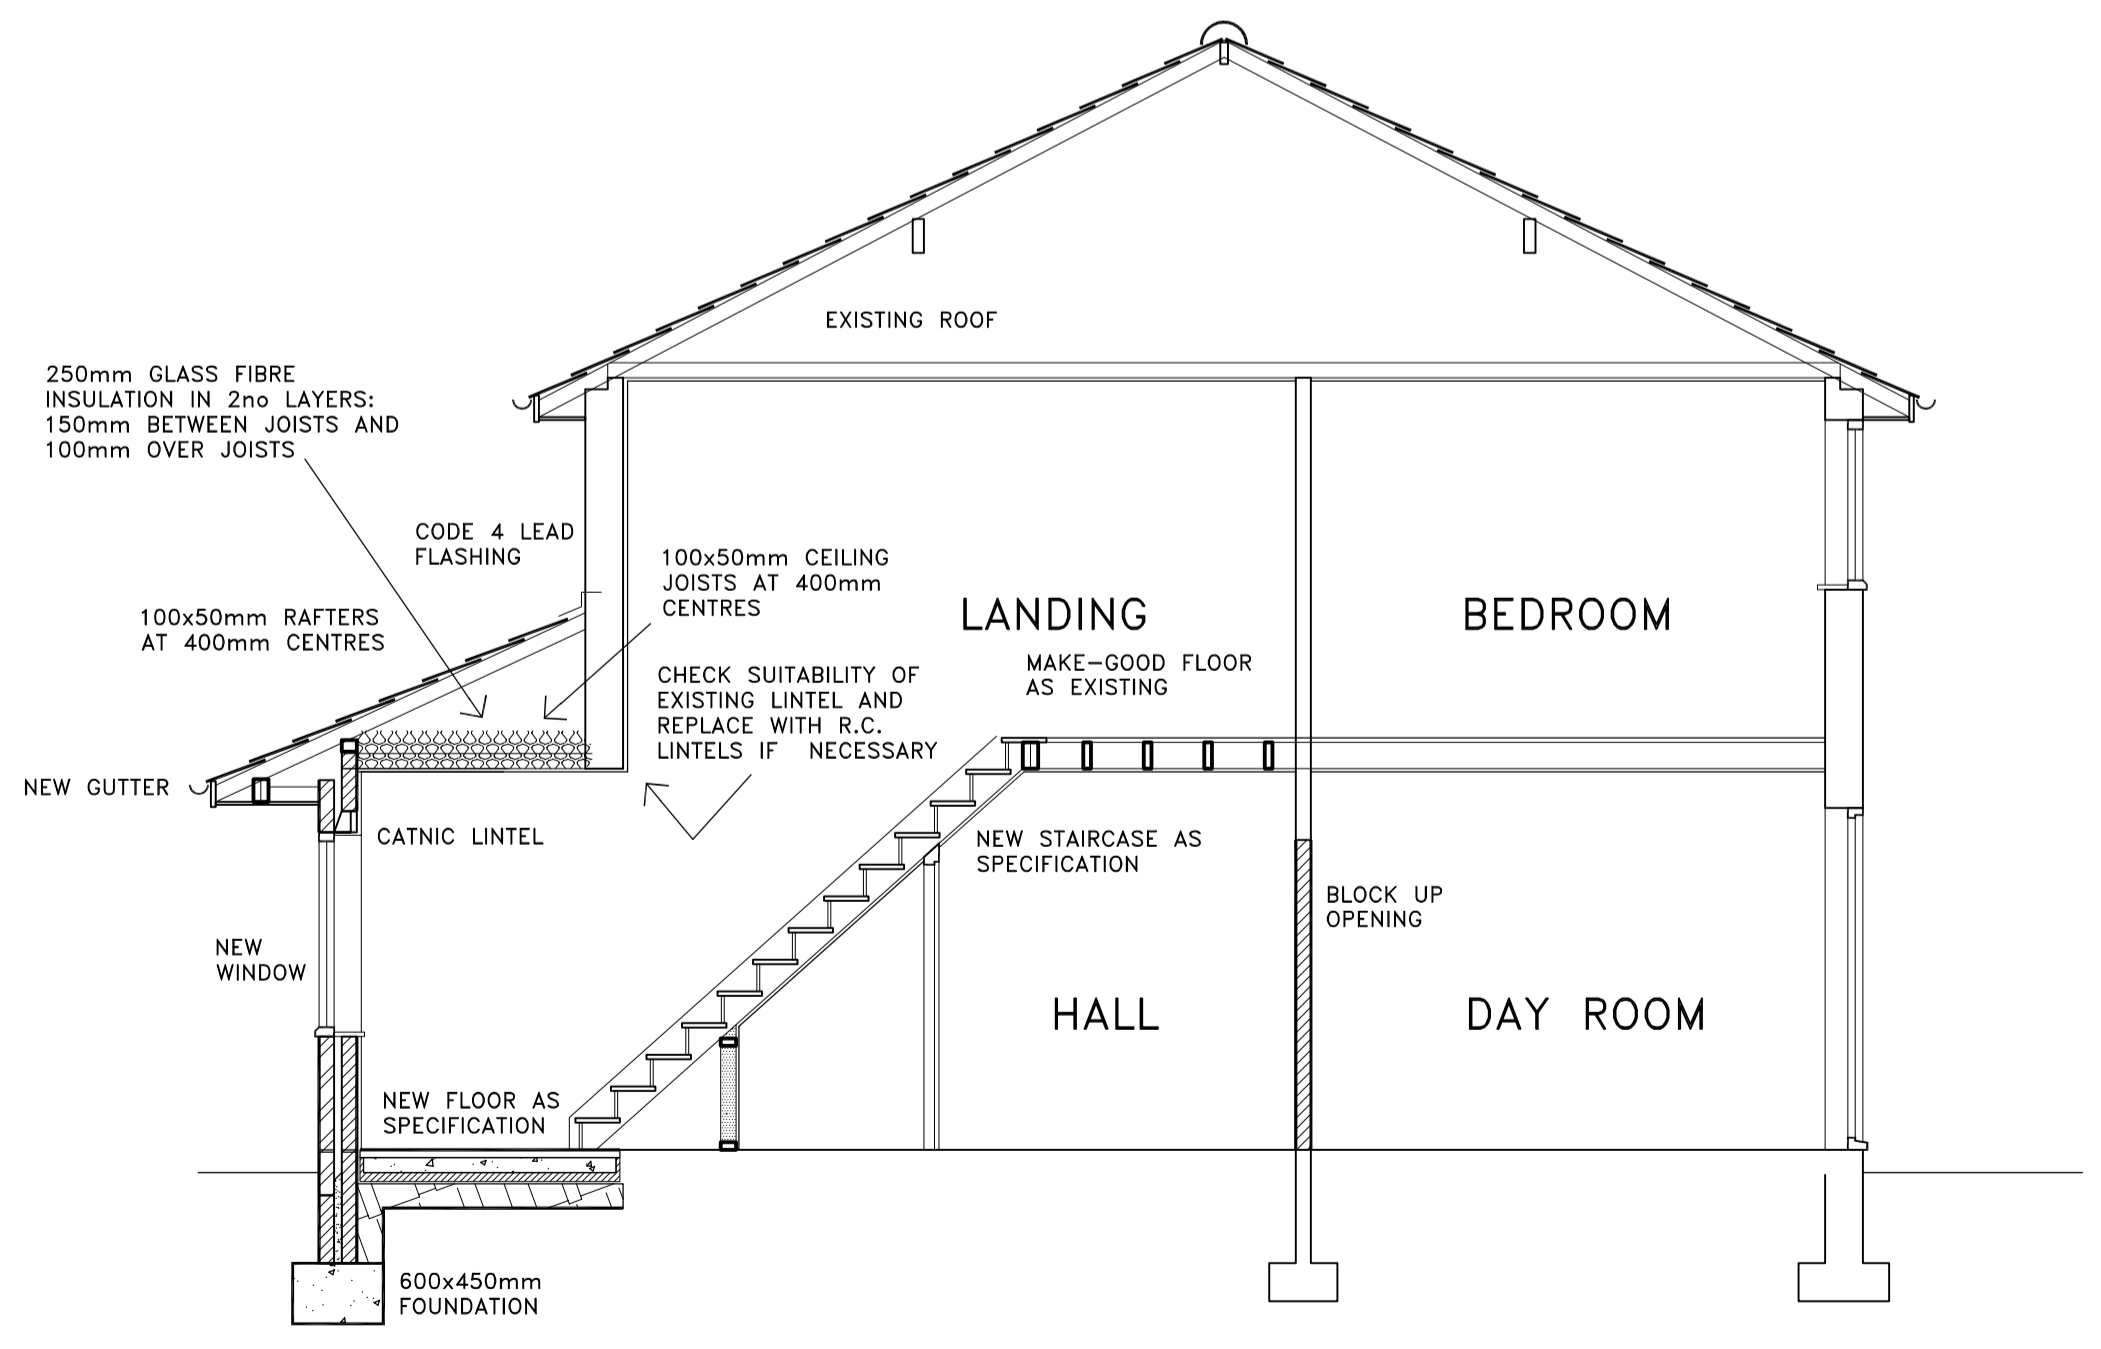 EXISTING ROOF
250mm GLASS FIBRE
INSULATION IN 2no LAYERS:
150mm BETWEEN JOISTS AND
100mm OVER JOISTS
CODE 4 LEAD
FLASHING
100x50mm CEILING
JOISTS AT 400mm
CENTRES
100x50mm RAFTERS
AT 400mm CENTRES
LANDING
BEDROOM
MAKE-GOOD FLOOR
AS EXISTING
CHECK SUITABILITY OF
EXISTING LINTEL AND
REPLACE WITH R.C.
LINTELS IF NECESSARY
NEW GUTTER
CATNIC LINTEL
NEW STAIRCASE AS
SPECIFICATION
BLOCK UP
OPENING
NEW
WINDOW
HALL
DAY ROOM
NEW FLOOR AS
SPECIFICATION
600x450mm
FOUNDATION